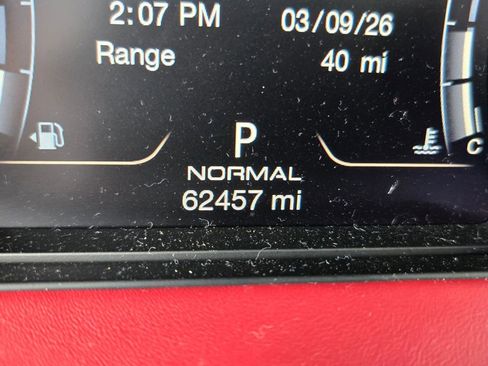 2:07 PM 03/09/26
Range 40 mi
P
NORMAL
C
62457 mi